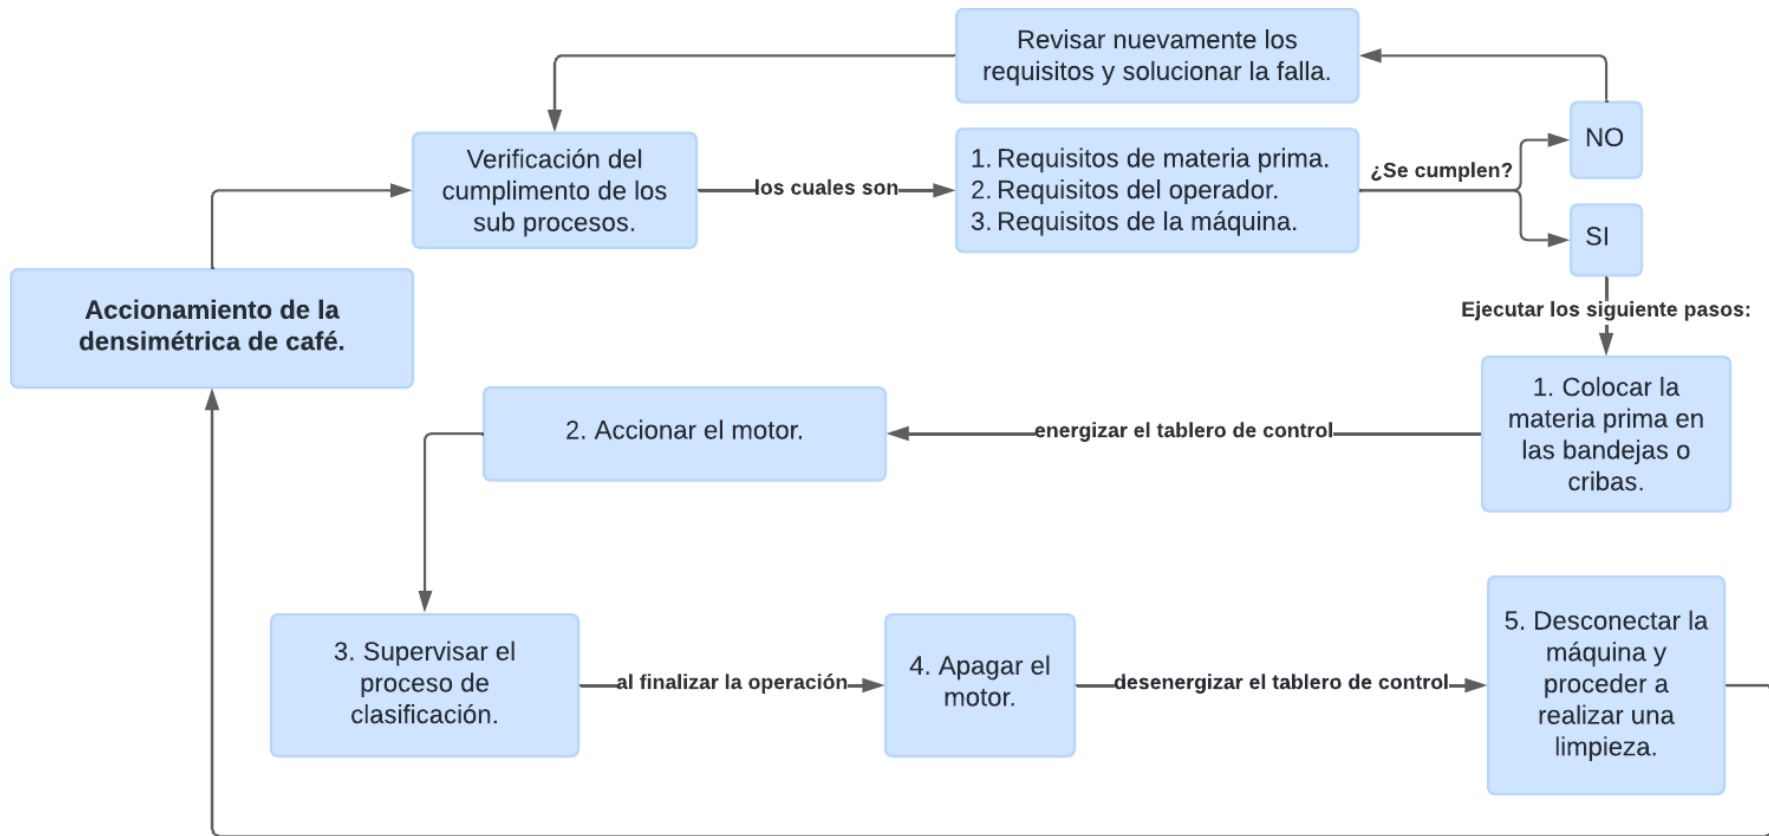 Revisar nuevamente los
requisitos y solucionar la falla.
Verificación del
cumplimento de los
sub procesos.
los cuales son
1. Requisitos de materia prima.
2. Requisitos del operador.
3. Requisitos de la máquina.
¿Se cumplen?
NO
SI
Accionamiento de la
densimétrica de café.
Ejecutar los siguiente pasos:
1. Colocar la
materia prima en
las bandejas o
cribas.
energizar el tablero de control
2. Accionar el motor.
3. Supervisar el
proceso de
clasificación.
al finalizar la operación
4. Apagar el
motor.
desenergizar el tablero de control
5. Desconectar la
máquina y
proceder a
realizar una
limpieza.